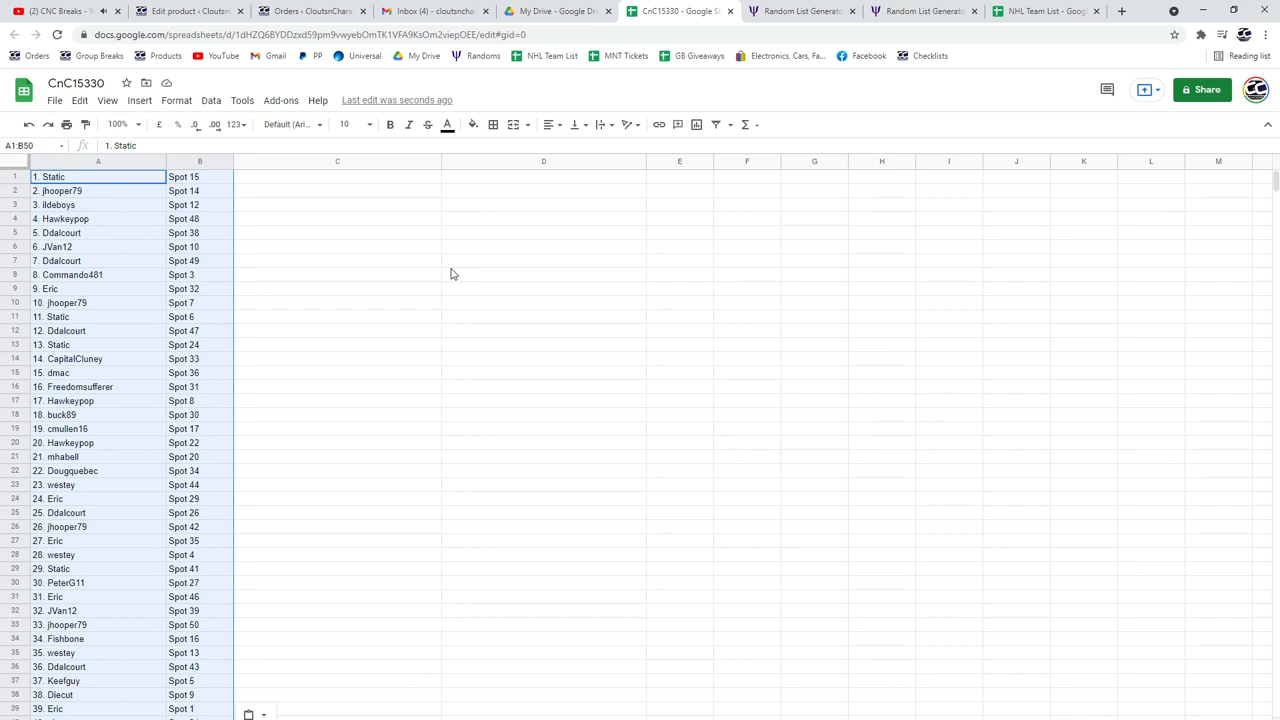 (2) CNC Breaks - Y
Edit product ‹ Cloutsn
Orders ‹ CloutsnChara
Inbox (4) - cloutsnchar
My Drive - Google Driv
CnC15330 - Google Sh
Random List Generato
Random List Generato
NHL Team List - Goog
docs.google.com/spreadsheets/d/1dHZQ6BYDDzxd59pm9vwyebOmTK1VFA9KsOm2viepOEE/edit#gid=0
Orders Group Breaks Products YouTube Gmail PP Universal My Drive Randoms NHL Team List MNT Tickets GB Giveaways Electronics, Cars, Fa... Facebook Checklists Reading list
CnC15330
File Edit View Insert Format Data Tools Add-ons Help Last edit was seconds ago
Share
100% £ % .0 .00 123 Default (Ari... 10 B I S A Σ
A1:B50 fx 1. Static
A B C D E F G H I J K L M
1 1. Static Spot 15
2 2. jhooper79 Spot 14
3 3. ildeboys Spot 12
4 4. Hawkeypop Spot 48
5 5. Ddalcourt Spot 38
6 6. JVan12 Spot 10
7 7. Ddalcourt Spot 49
8 8. Commando481 Spot 3
9 9. Eric Spot 32
10 10. jhooper79 Spot 7
11 11. Static Spot 6
12 12. Ddalcourt Spot 47
13 13. Static Spot 24
14 14. CapitalCluney Spot 33
15 15. dmac Spot 36
16 16. Freedomsufferer Spot 31
17 17. Hawkeypop Spot 8
18 18. buck89 Spot 30
19 19. cmullen16 Spot 17
20 20. Hawkeypop Spot 22
21 21. mhabell Spot 20
22 22. Dougquebec Spot 34
23 23. westey Spot 44
24 24. Eric Spot 29
25 25. Ddalcourt Spot 26
26 26. jhooper79 Spot 42
27 27. Eric Spot 35
28 28. westey Spot 4
29 29. Static Spot 41
30 30. PeterG11 Spot 27
31 31. Eric Spot 46
32 32. JVan12 Spot 39
33 33. jhooper79 Spot 50
34 34. Fishbone Spot 16
35 35. westey Spot 13
36 36. Ddalcourt Spot 43
37 37. Keefguy Spot 5
38 38. Diecut Spot 9
39 39. Eric Spot 1